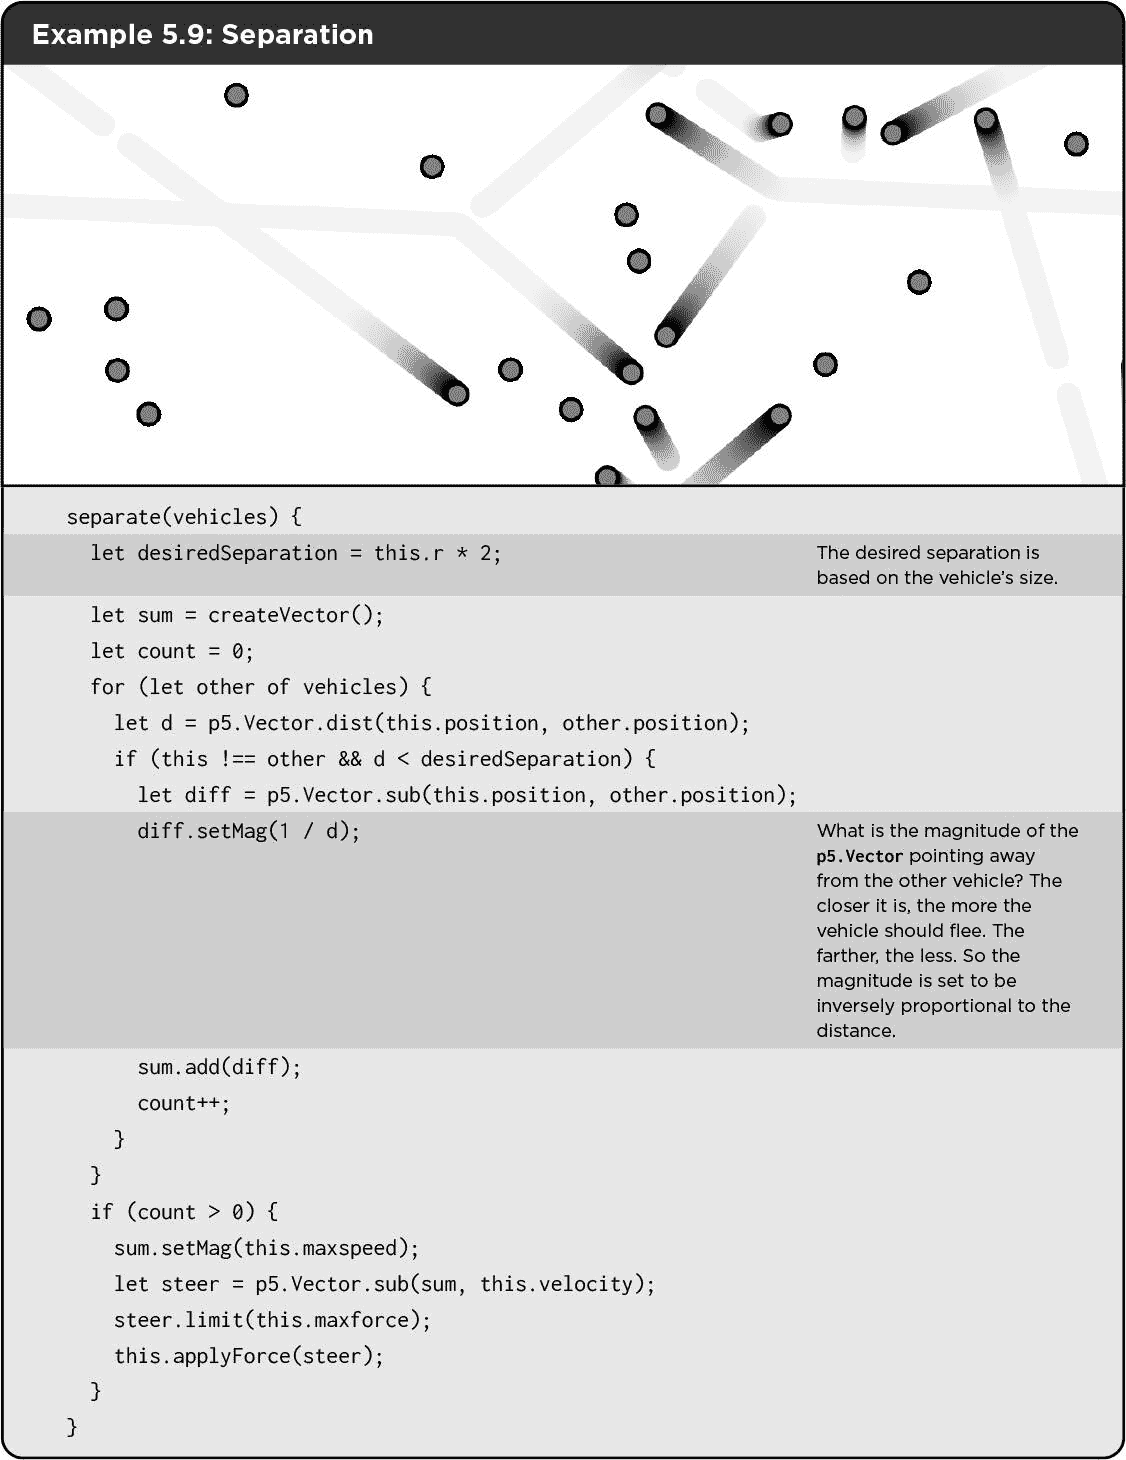 Example 5.9: Separation
separate(vehicles) {
let desiredSeparation = this.r * 2;
The desired separation is
based on the vehicle's size.
let sum = createVector();
let count = 0;
for (let other of vehicles) {
let d = p5.Vector.dist(this.position, other.position);
if (this !== other && d < desiredSeparation) {
let diff = p5.Vector.sub(this.position, other.position);
diff.setMag(1 / d);
What is the magnitude of the
p5.Vector pointing away
from the other vehicle? The
closer it is, the more the
vehicle should flee. The
farther, the less. So the
magnitude is set to be
inversely proportional to the
distance.
sum.add(diff);
count++;
}
}
if (count > 0) {
sum.setMag(this.maxspeed);
let steer = p5.Vector.sub(sum, this.velocity);
steer.limit(this.maxforce);
this.applyForce(steer);
}
}